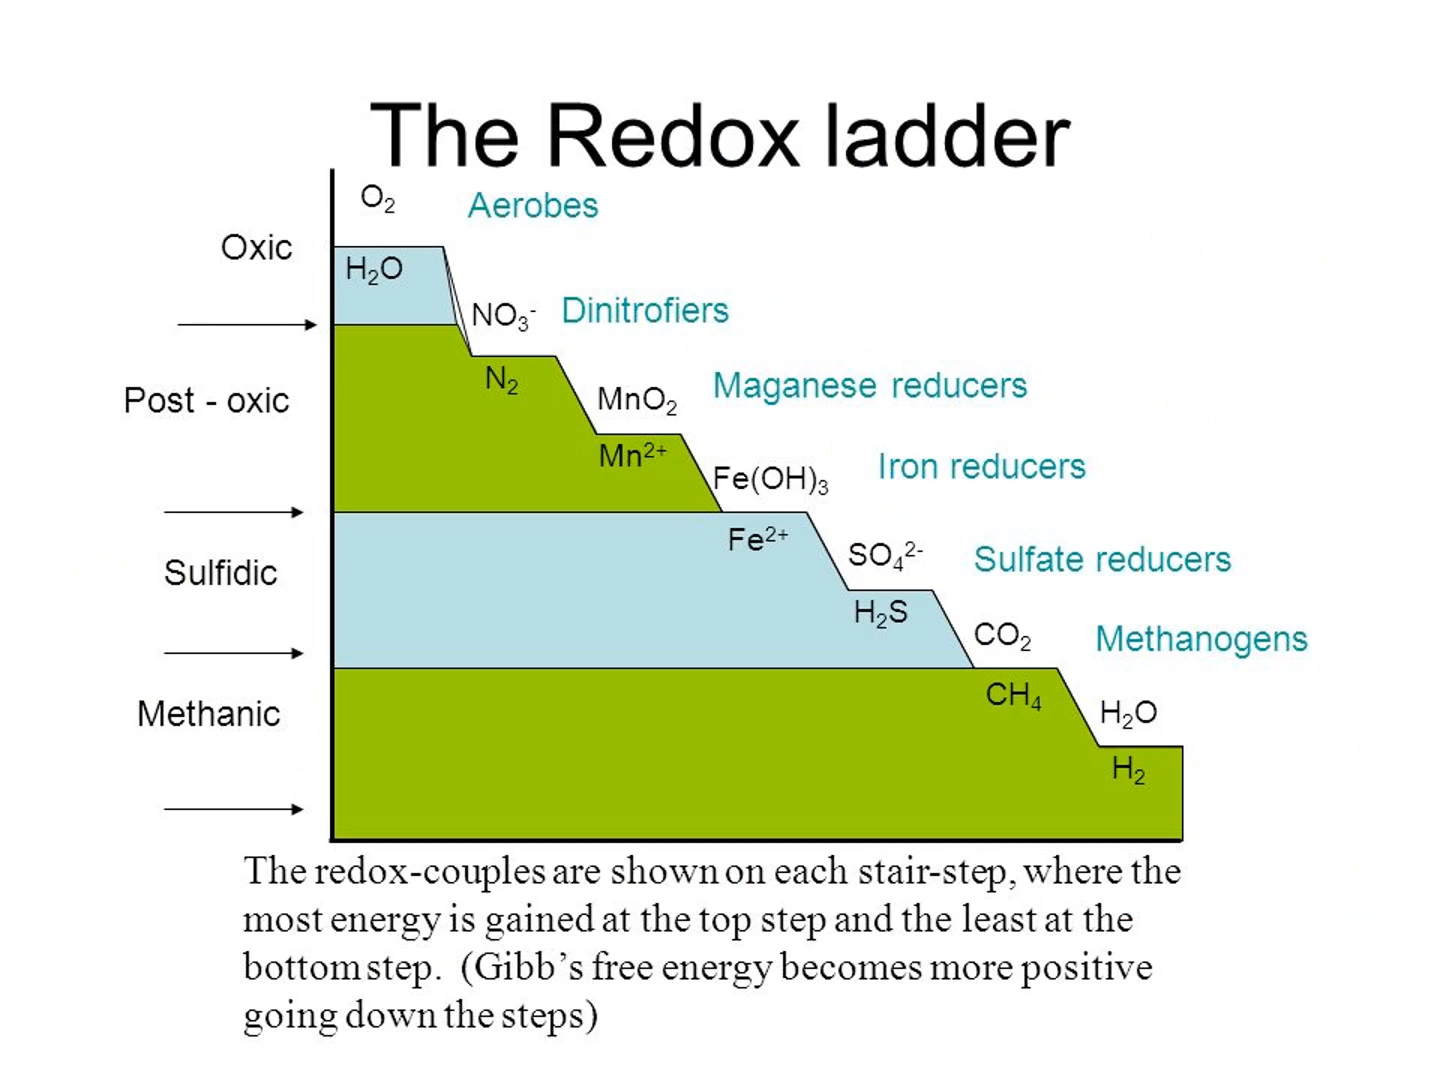 The Redox ladder
O₂
Aerobes
Oxic
H₂O
NO₃⁻
Dinitrofiers
N₂
Post - oxic
MnO₂
Maganese reducers
Mn²⁺
Fe(OH)₃
Iron reducers
Fe²⁺
SO₄²⁻
Sulfate reducers
Sulfidic
H₂S
CO₂
Methanogens
CH₄
Methanic
H₂O
H₂
The redox-couples are shown on each stair-step, where the
most energy is gained at the top step and the least at the
bottom step. (Gibb’s free energy becomes more positive
going down the steps)